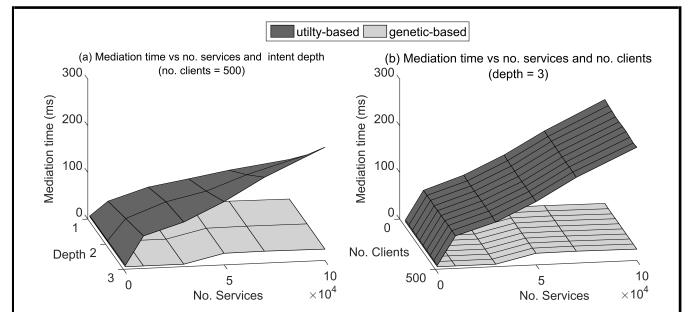 utilty-based genetic-based
(a) Mediation time vs no. services and intent depth
(no. clients = 500)
300
200
100
0
Mediation time (ms)
1
2
3
Depth
0
5
10
×10⁴
No. Services
(b) Mediation time vs no. services and no. clients
(depth = 3)
300
200
100
0
Mediation time (ms)
0
500
No. Clients
0
5
10
×10⁴
No. Services